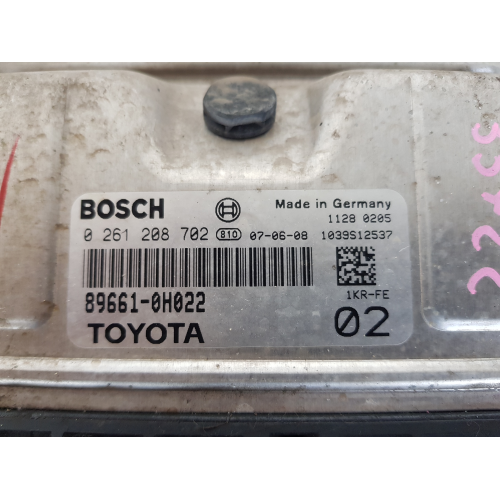 BOSCH Made in Germany
1128 0205
0 261 208 702 810 07-06-08 1039S12537
89661-0H022 1KR-FE
TOYOTA 02